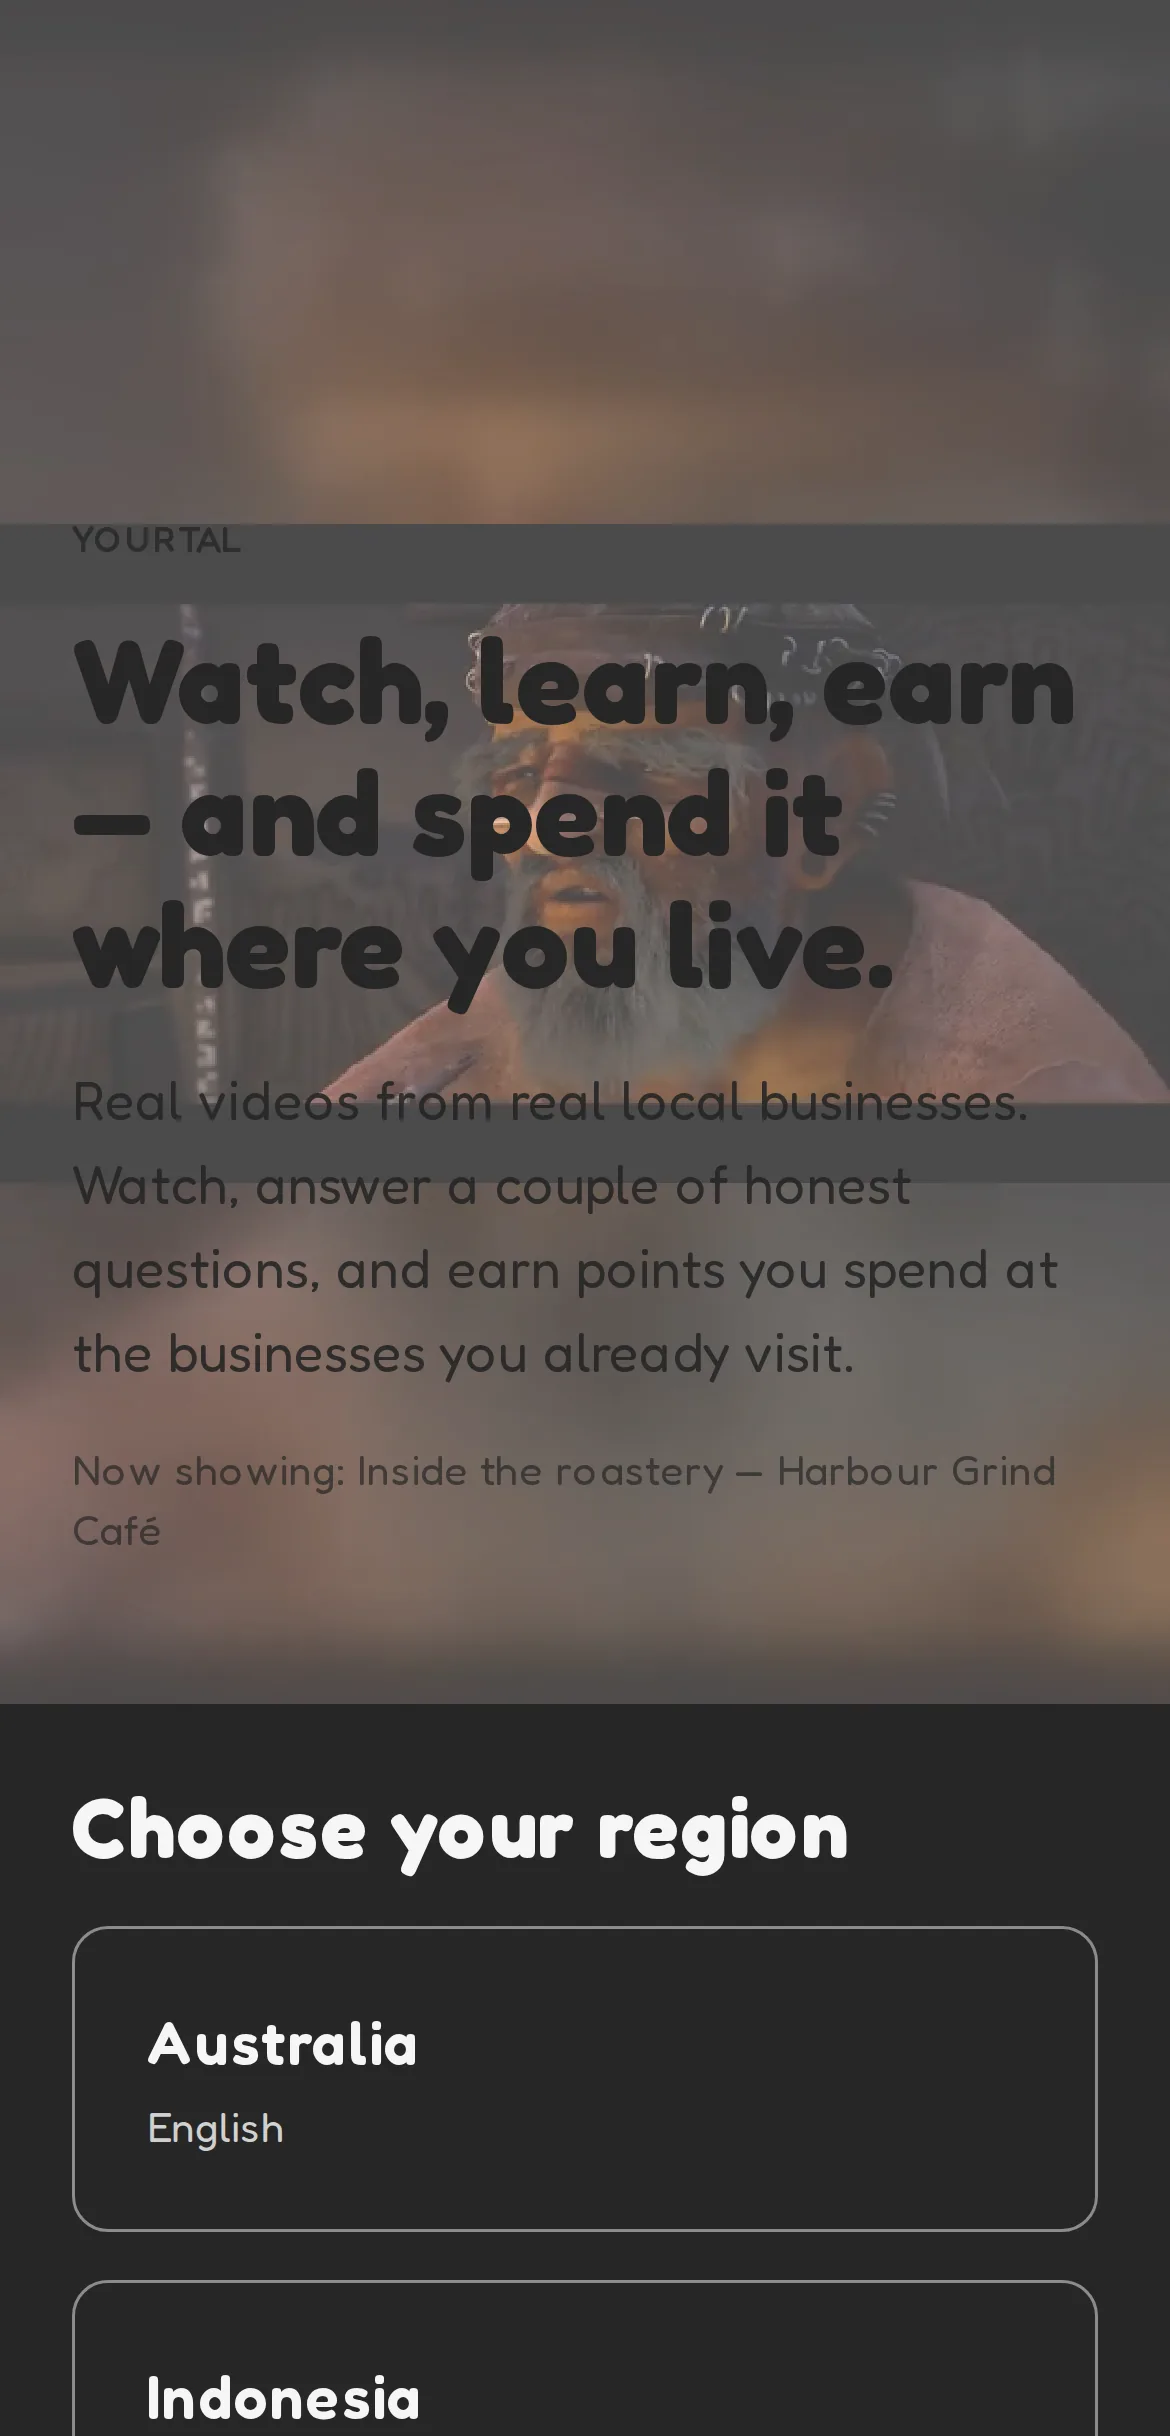 YOURTAL
Watch, learn, earn
— and spend it
where you live.
Real videos from real local businesses.
Watch, answer a couple of honest
questions, and earn points you spend at
the businesses you already visit.
Now showing: Inside the roastery — Harbour Grind
Café
Choose your region
Australia
English
Indonesia